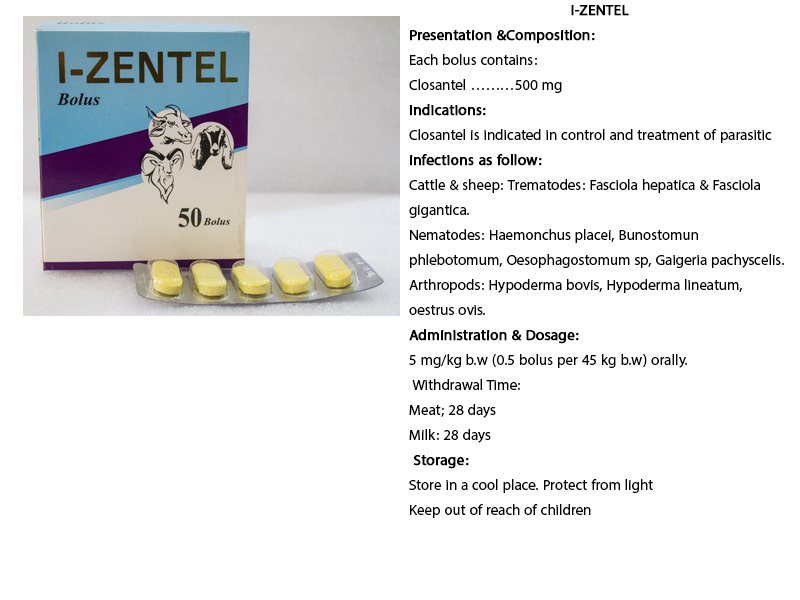 I-ZENTEL
Bolus
50 Bolus
I-ZENTEL
Presentation &Composition:
Each bolus contains:
Closantel ………500 mg
Indications:
Closantel is indicated in control and treatment of parasitic
Infections as follow:
Cattle & sheep: Trematodes: Fasciola hepatica & Fasciola
gigantica.
Nematodes: Haemonchus placei, Bunostomun
phlebotomum, Oesophagostomum sp, Gaigeria pachyscelis.
Arthropods: Hypoderma bovis, Hypoderma lineatum,
oestrus ovis.
Administration & Dosage:
5 mg/kg b.w (0.5 bolus per 45 kg b.w) orally.
Withdrawal Time:
Meat; 28 days
Milk: 28 days
Storage:
Store in a cool place. Protect from light
Keep out of reach of children